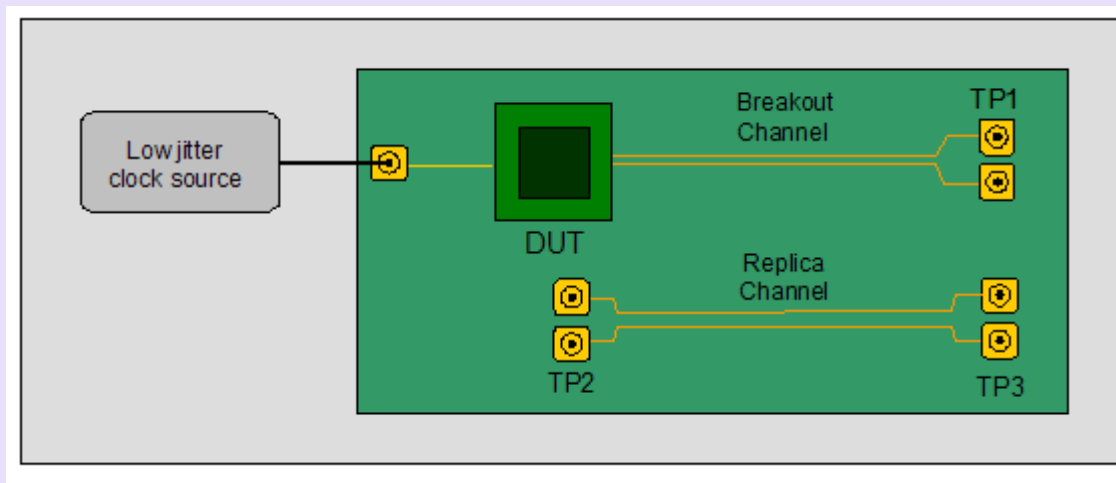 Low jitter
clock source
DUT
Breakout
Channel
TP1
Replica
Channel
TP2
TP3